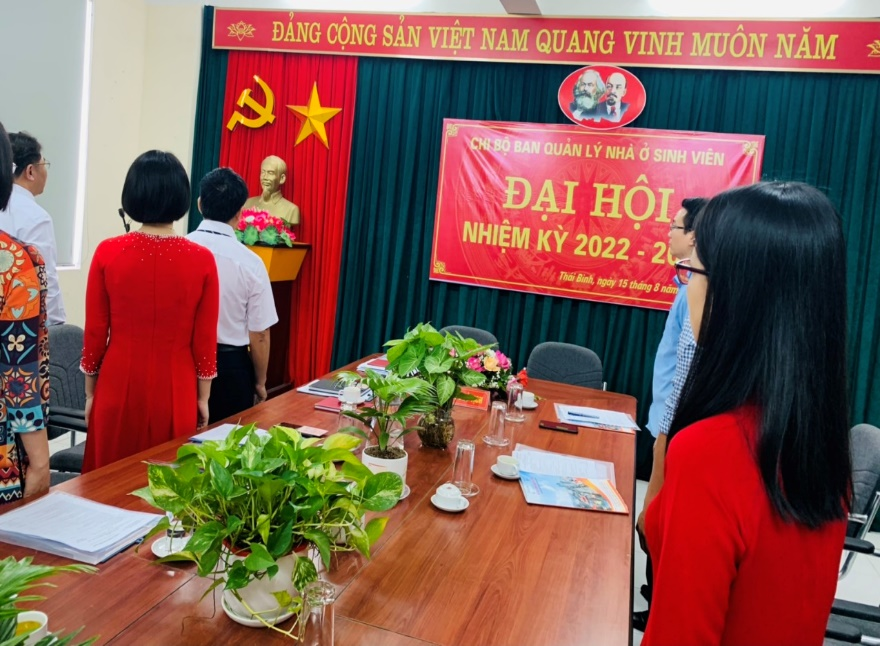 ĐẢNG CỘNG SẢN VIỆT NAM QUANG VINH MUÔN NĂM
CHI BỘ BAN QUẢN LÝ NHÀ Ở SINH VIÊN
ĐẠI HỘI
NHIỆM KỲ 2022 - 20
Thái Bình, ngày 15 tháng 8 năm